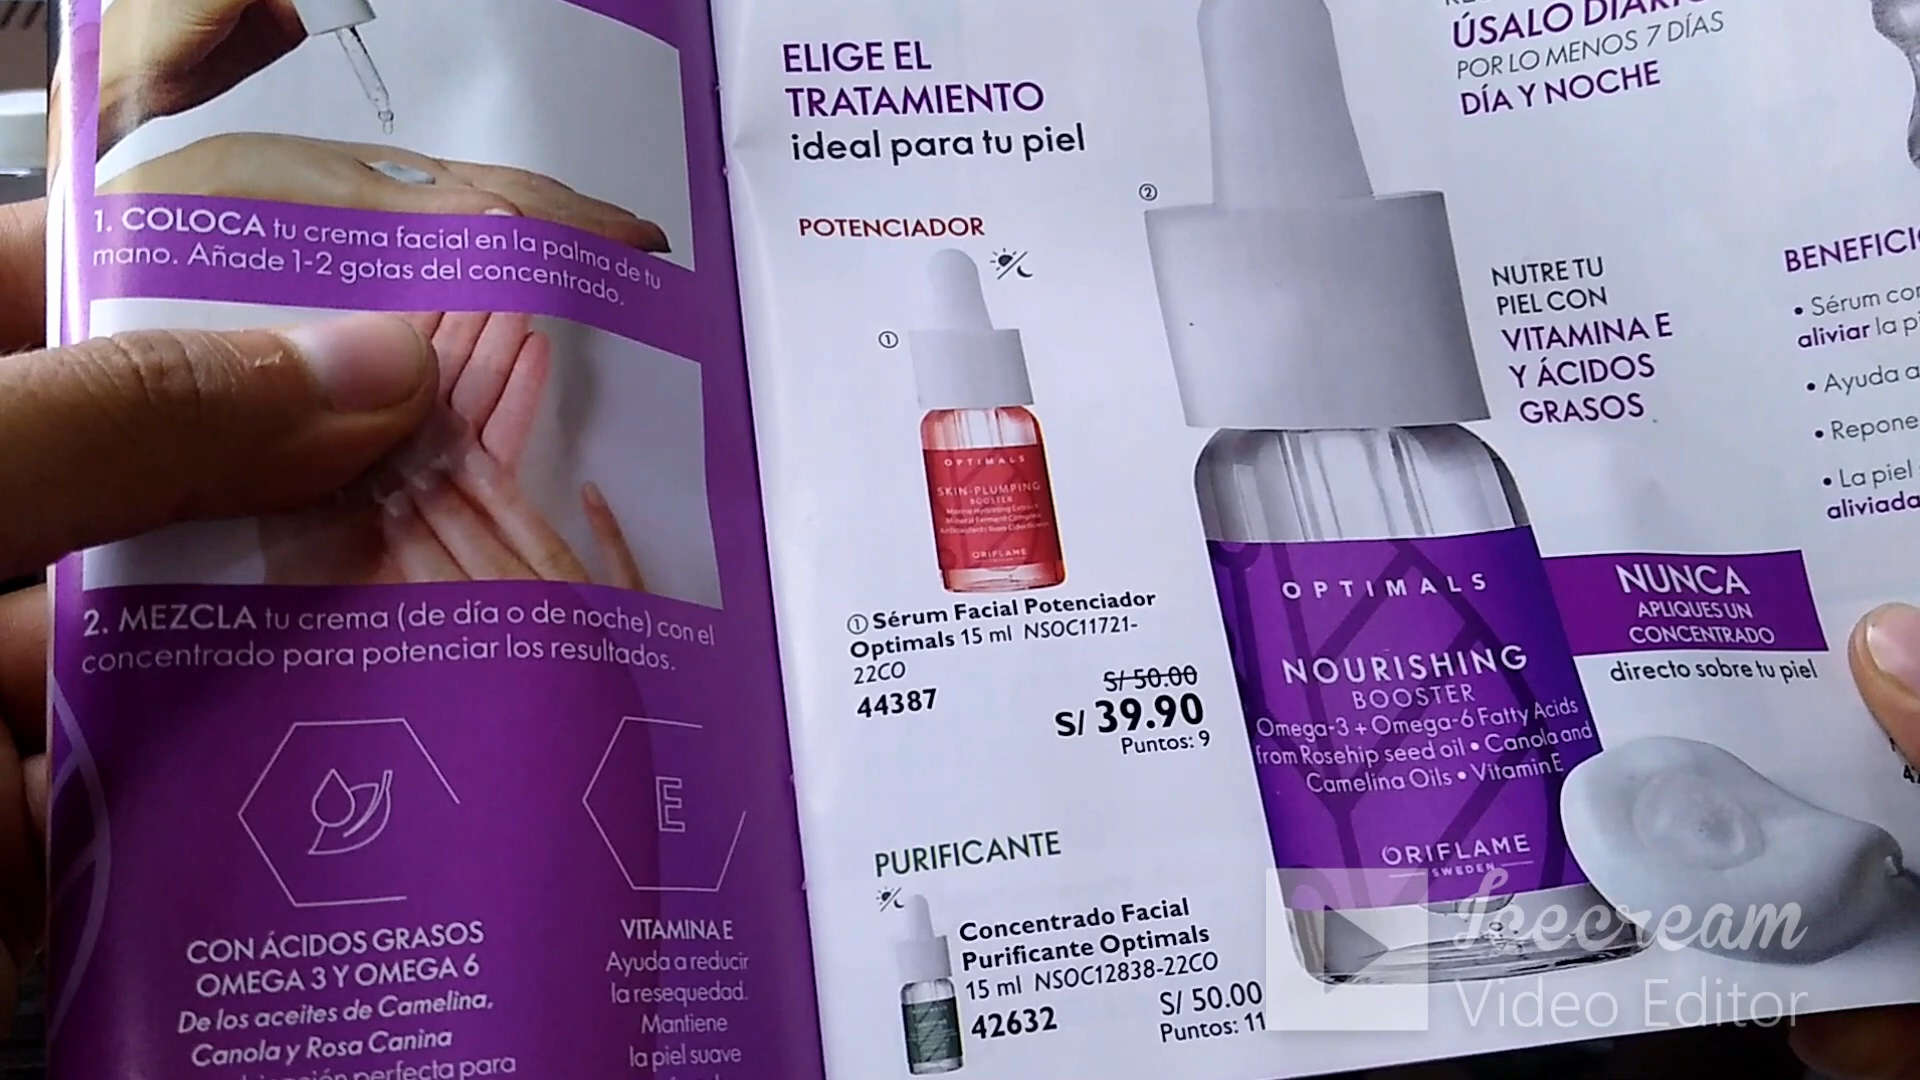 1. COLOCA tu crema facial en la palma de tu
mano. Añade 1-2 gotas del concentrado.
2. MEZCLA tu crema (de día o de noche) con el
concentrado para potenciar los resultados.
CON ÁCIDOS GRASOS
OMEGA 3 Y OMEGA 6
De los aceites de Camelina,
Canola y Rosa Canina
perfecta para
E
VITAMINA E
Ayuda a reducir
la resequedad.
Mantiene
la piel suave
ELIGE EL
TRATAMIENTO
ideal para tu piel
POTENCIADOR
①
OPTIMALS
SKIN-PLUMPING
BOOSTER
ORIFLAME
① Sérum Facial Potenciador
Optimals 15 ml NSOC11721-
22CO
44387
S/ 50.00
S/ 39.90
Puntos: 9
PURIFICANTE
Concentrado Facial
Purificante Optimals
15 ml NSOC12838-22CO
42632
S/ 50.00
Puntos: 11
②
OPTIMALS
NOURISHING
BOOSTER
Omega-3 + Omega-6 Fatty Acids
from Rosehip seed oil • Canola and
Camelina Oils • Vitamin E
ORIFLAME
SWEDEN
ÚSALO
POR LO MENOS 7 DÍAS
DÍA Y NOCHE
NUTRE TU
PIEL CON
VITAMINA E
Y ÁCIDOS
GRASOS
NUNCA
APLIQUES UN
CONCENTRADO
directo sobre tu piel
• Sérum
aliviar la
• Ayuda
• Repone
• La piel
Icecream
Video Editor